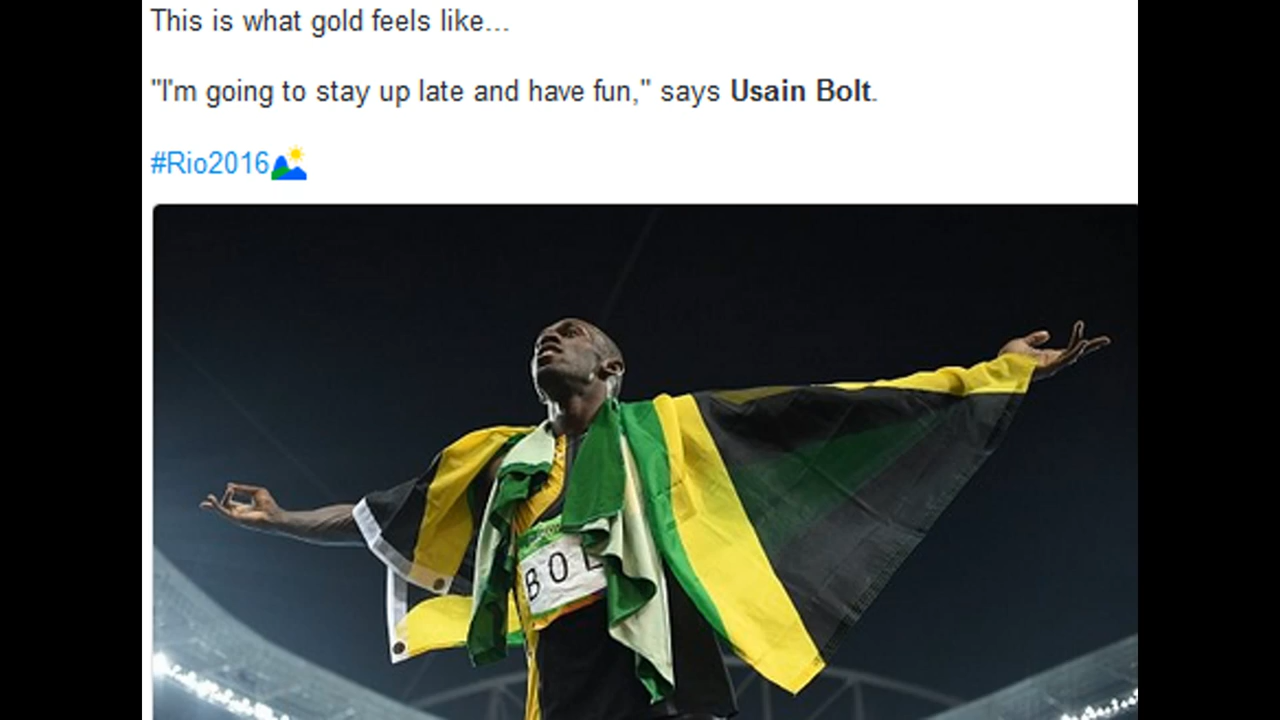 This is what gold feels like...
"I'm going to stay up late and have fun," says Usain Bolt.
#Rio2016
BOL